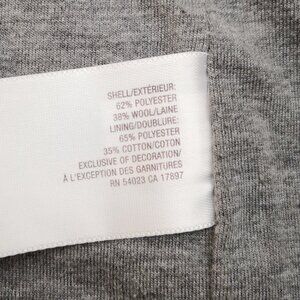 SHELL/EXTÉRIEUR:
62% POLYESTER
38% WOOL/LAINE
LINING/DOUBLURE:
65% POLYESTER
35% COTTON/COTON
EXCLUSIVE OF DECORATION/
À L'EXCEPTION DES GARNITURES
RN 54023 CA 17897